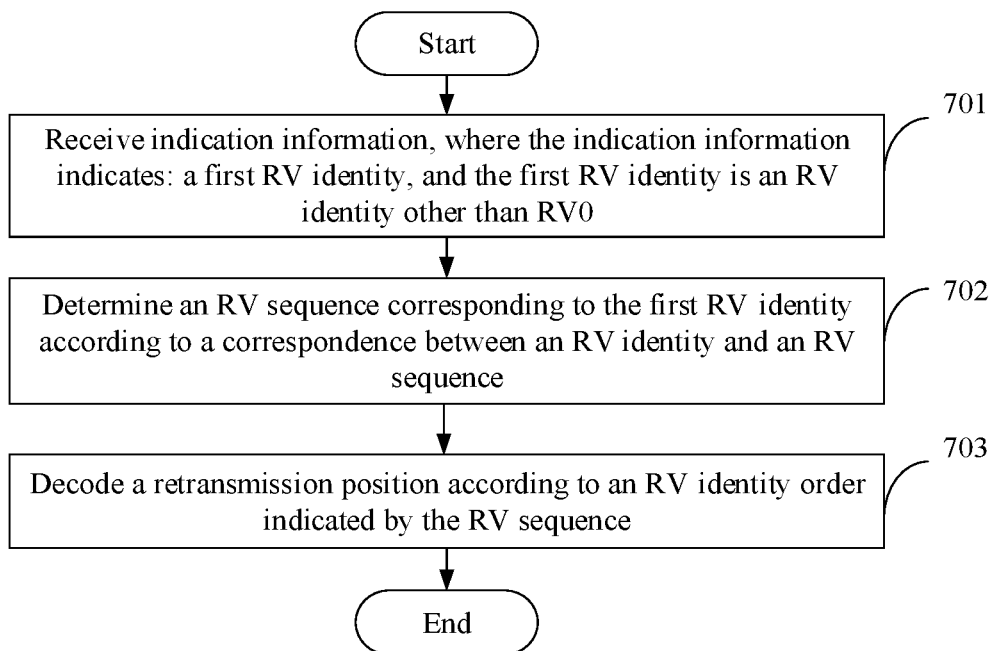 Start
701
Receive indication information, where the indication information
indicates: a first RV identity, and the first RV identity is an RV
identity other than RV0
702
Determine an RV sequence corresponding to the first RV identity
according to a correspondence between an RV identity and an RV
sequence
703
Decode a retransmission position according to an RV identity order
indicated by the RV sequence
End